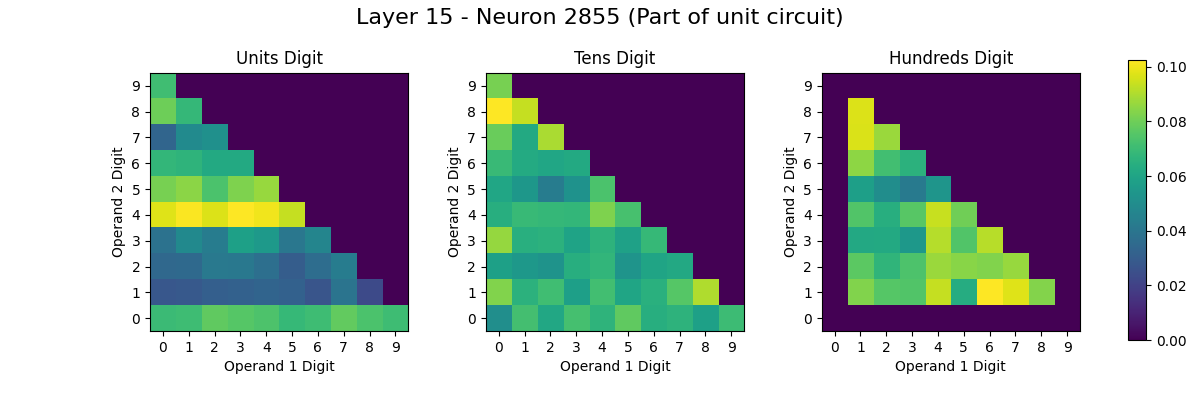 Layer 15 - Neuron 2855 (Part of unit circuit)
Units Digit
Tens Digit
Hundreds Digit
Operand 2 Digit
9
8
7
6
5
4
3
2
1
0
0 1 2 3 4 5 6 7 8 9
Operand 1 Digit
Operand 2 Digit
9
8
7
6
5
4
3
2
1
0
0 1 2 3 4 5 6 7 8 9
Operand 1 Digit
Operand 2 Digit
9
8
7
6
5
4
3
2
1
0
0 1 2 3 4 5 6 7 8 9
Operand 1 Digit
0.10
0.08
0.06
0.04
0.02
0.00